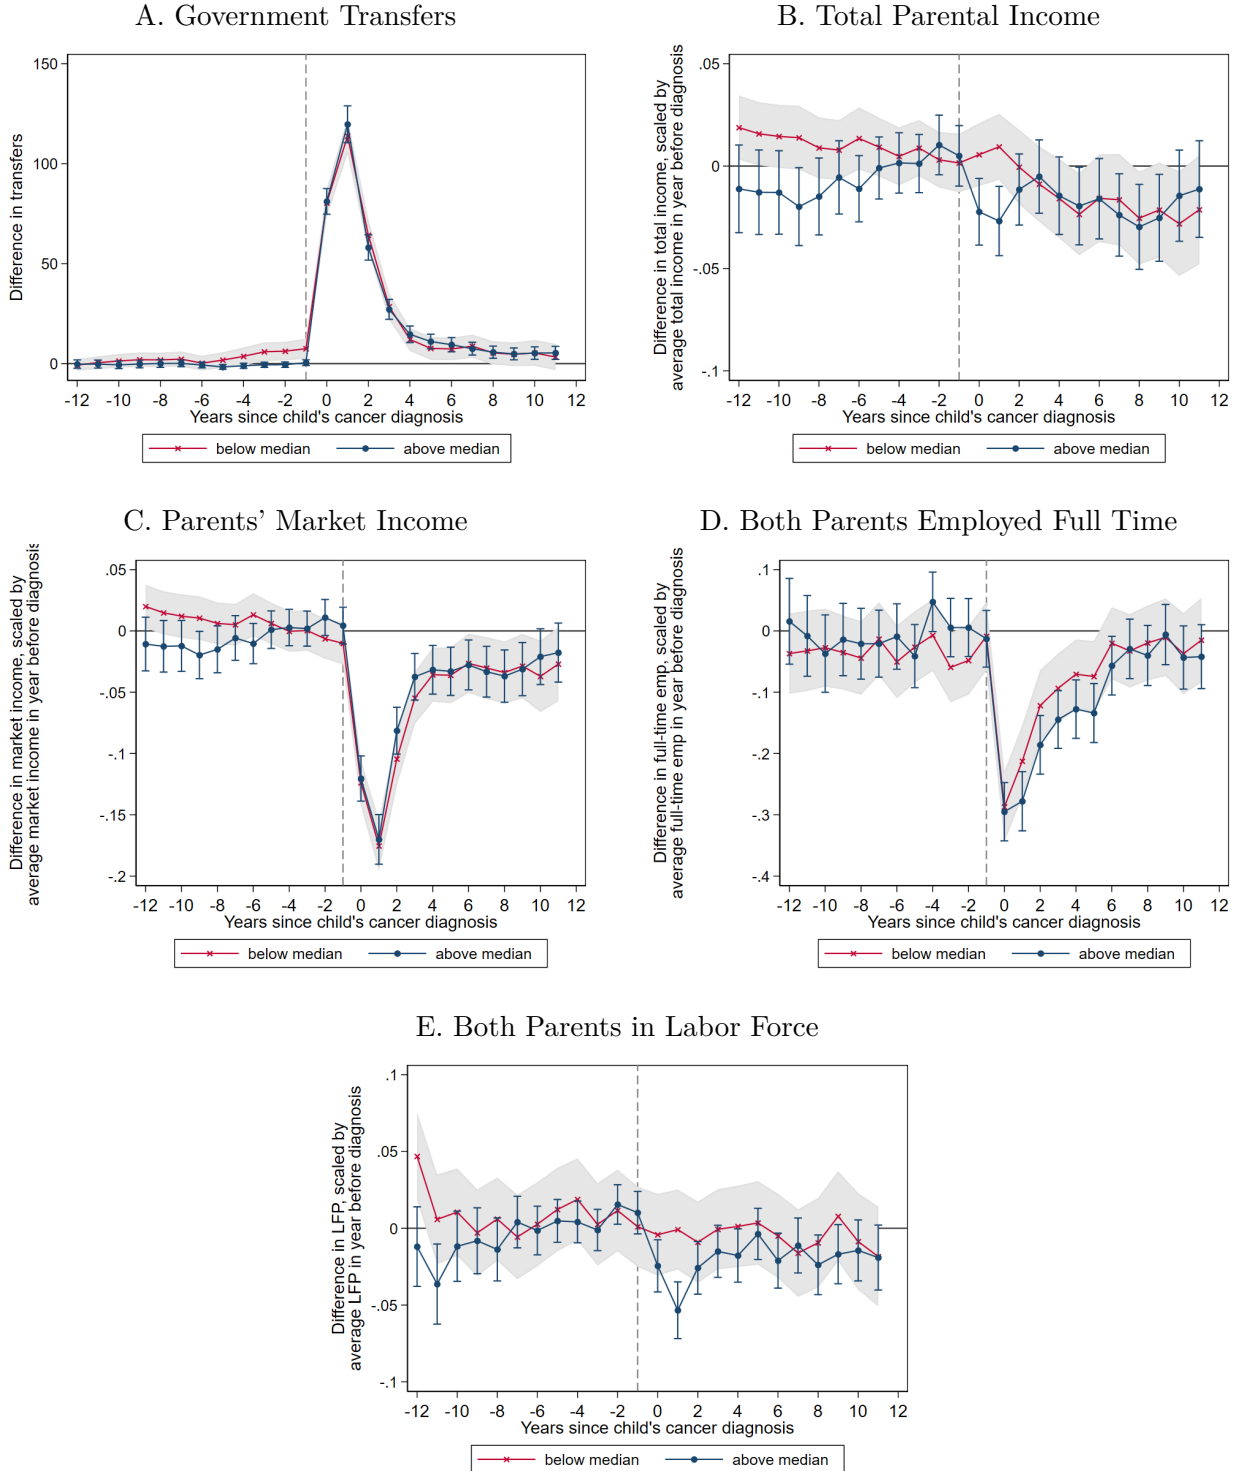 A. Government Transfers
Difference in transfers
150
100
50
0
-12 -10 -8 -6 -4 -2 0 2 4 6 8 10 12
Years since child's cancer diagnosis
below median above median
B. Total Parental Income
Difference in total income, scaled by
average total income in year before diagnosis
.05
0
-.05
-.1
-12 -10 -8 -6 -4 -2 0 2 4 6 8 10 12
Years since child's cancer diagnosis
below median above median
C. Parents' Market Income
Difference in market income, scaled by
average market income in year before diagnosis
.05
0
-.05
-.1
-.15
-.2
-12 -10 -8 -6 -4 -2 0 2 4 6 8 10 12
Years since child's cancer diagnosis
below median above median
D. Both Parents Employed Full Time
Difference in full-time emp, scaled by
average full-time emp in year before diagnosis
.1
0
-.1
-.2
-.3
-.4
-12 -10 -8 -6 -4 -2 0 2 4 6 8 10 12
Years since child's cancer diagnosis
below median above median
E. Both Parents in Labor Force
Difference in LFP, scaled by
average LFP in year before diagnosis
.1
.05
0
-.05
-.1
-12 -10 -8 -6 -4 -2 0 2 4 6 8 10 12
Years since child's cancer diagnosis
below median above median